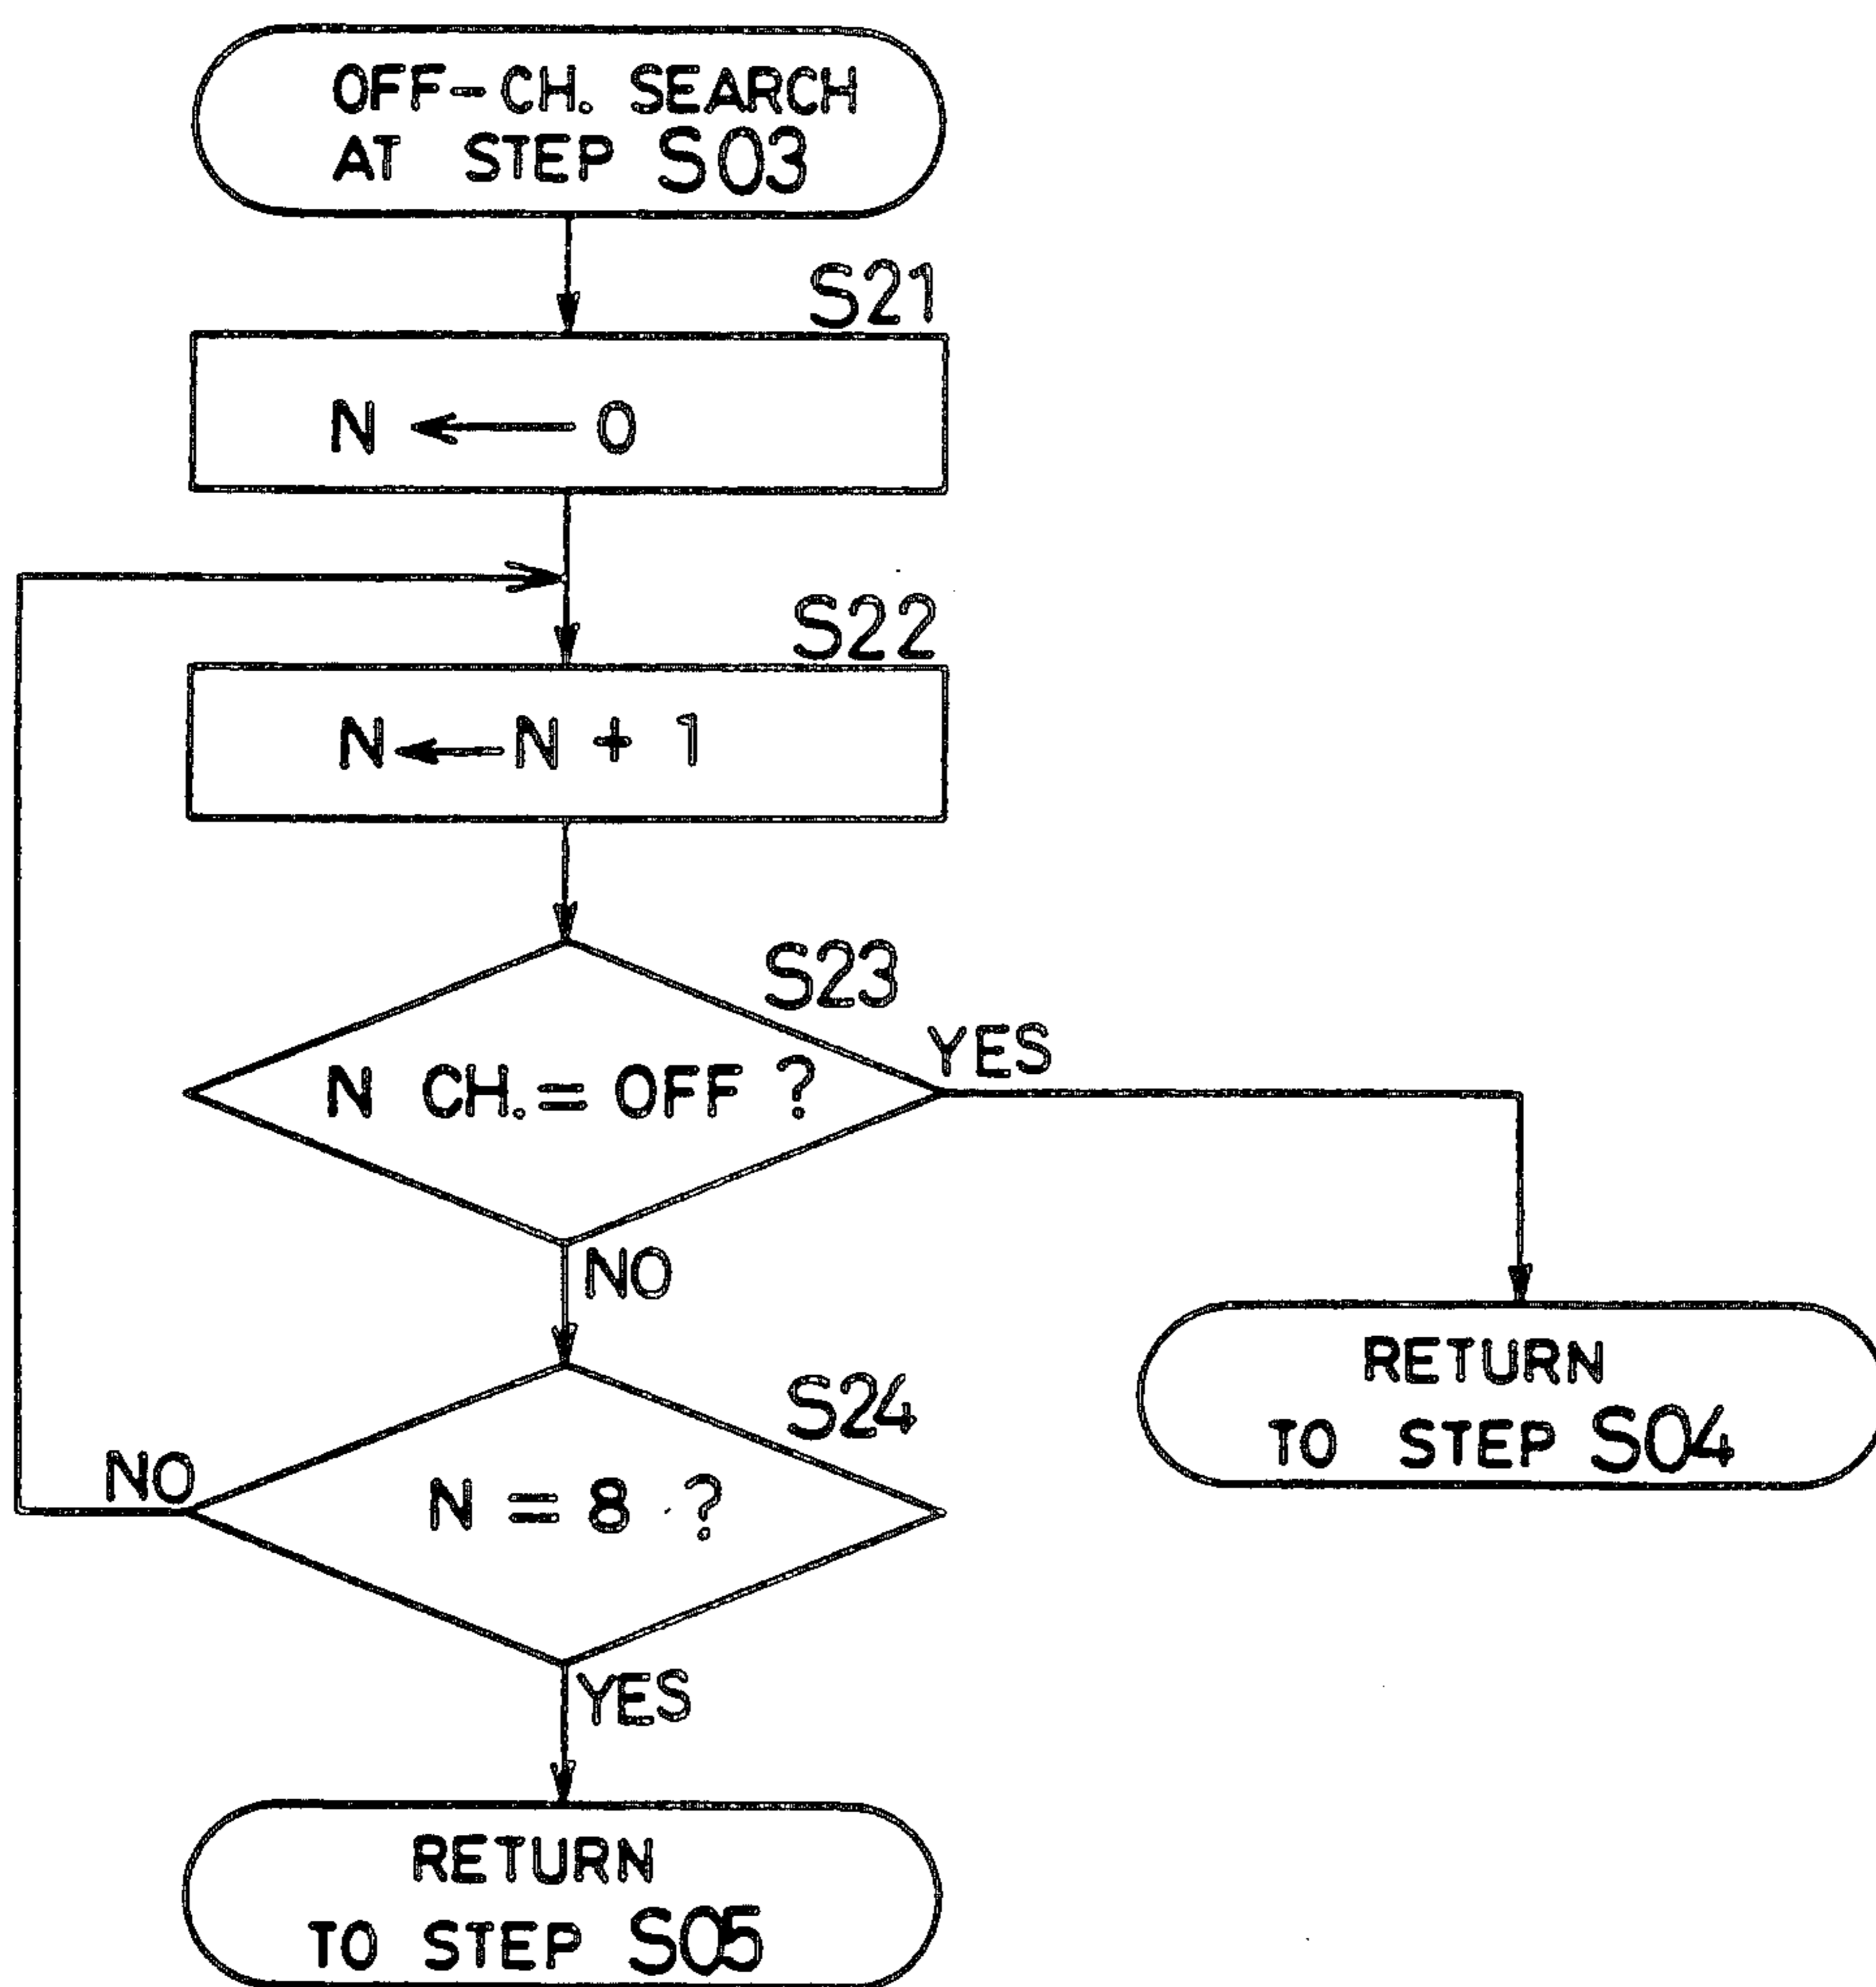 OFF-CH. SEARCH
AT STEP S03
S21
N ← 0
S22
N ← N + 1
S23
N CH. = OFF ?
YES
NO
S24
N = 8 ?
NO
YES
RETURN
TO STEP S04
RETURN
TO STEP S05